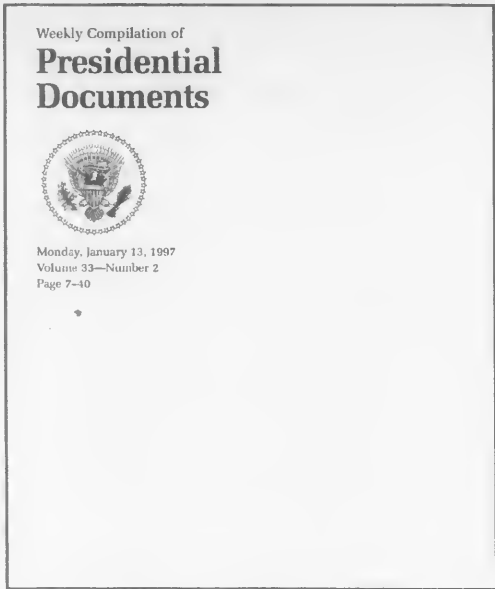 Weekly Compilation of
Presidential
Documents
Monday, January 13, 1997
Volume 33—Number 2
Page 7–40